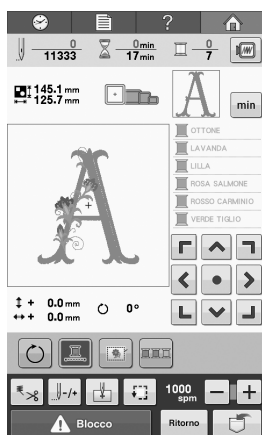 ?
0
11333
0min
17min
0
7
145.1 mm
125.7 mm
A
min
OTTONE
LAVANDA
LILLA
ROSA SALMONE
ROSSO CARMINIO
VERDE TIGLIO
A
+ 0.0 mm
+ 0.0 mm
0°
-/+
1000
spm
- +
Blocco
Ritorno